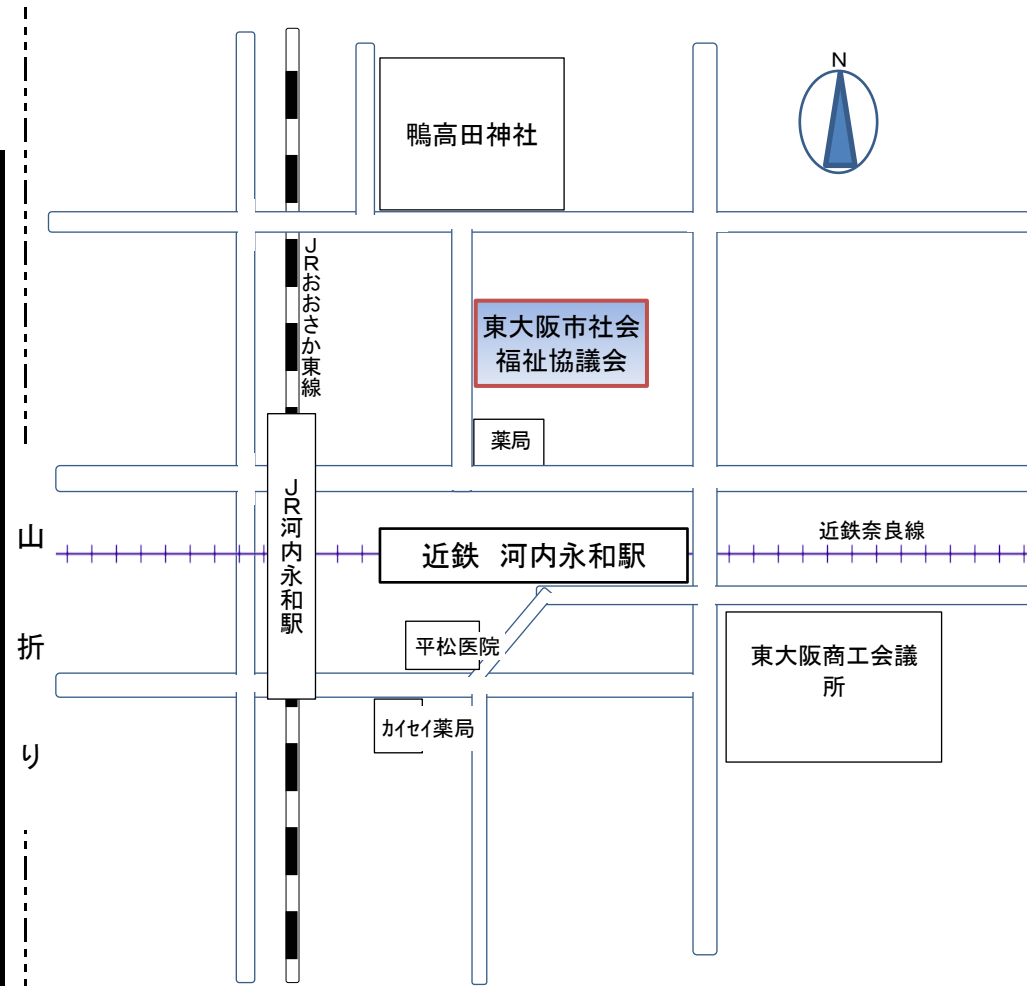 N
鴨高田神社
JRおおさか東線
東大阪市社会
福祉協議会
薬局
JR河内永和駅
近鉄 河内永和駅
近鉄奈良線
平松医院
東大阪商工会議
所
カイセイ薬局
山折り